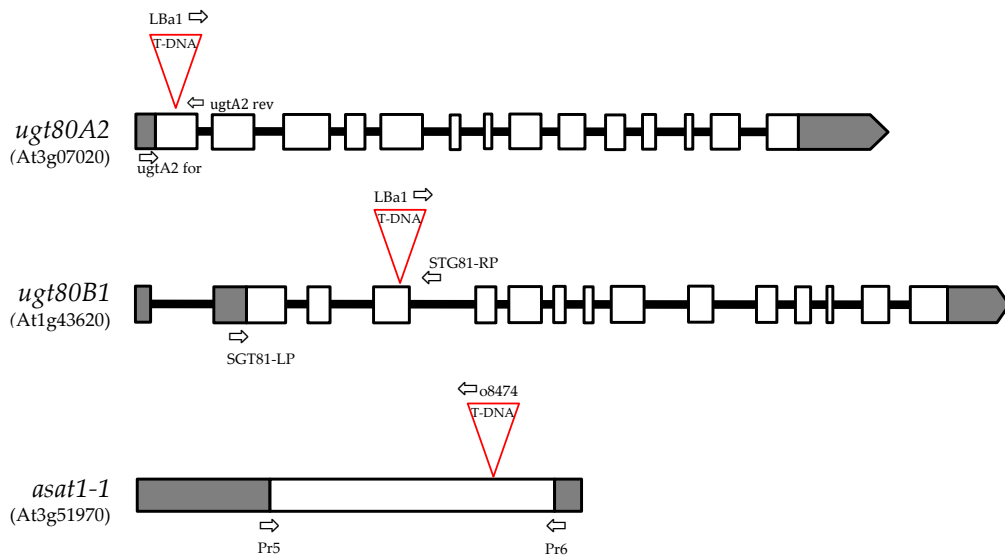 LBa1
T-DNA
ugtA2 rev
ugt80A2
(At3g07020)
ugtA2 for
LBa1
T-DNA
STG81-RP
ugt80B1
(At1g43620)
SGT81-LP
o8474
T-DNA
asat1-1
(At3g51970)
Pr5
Pr6